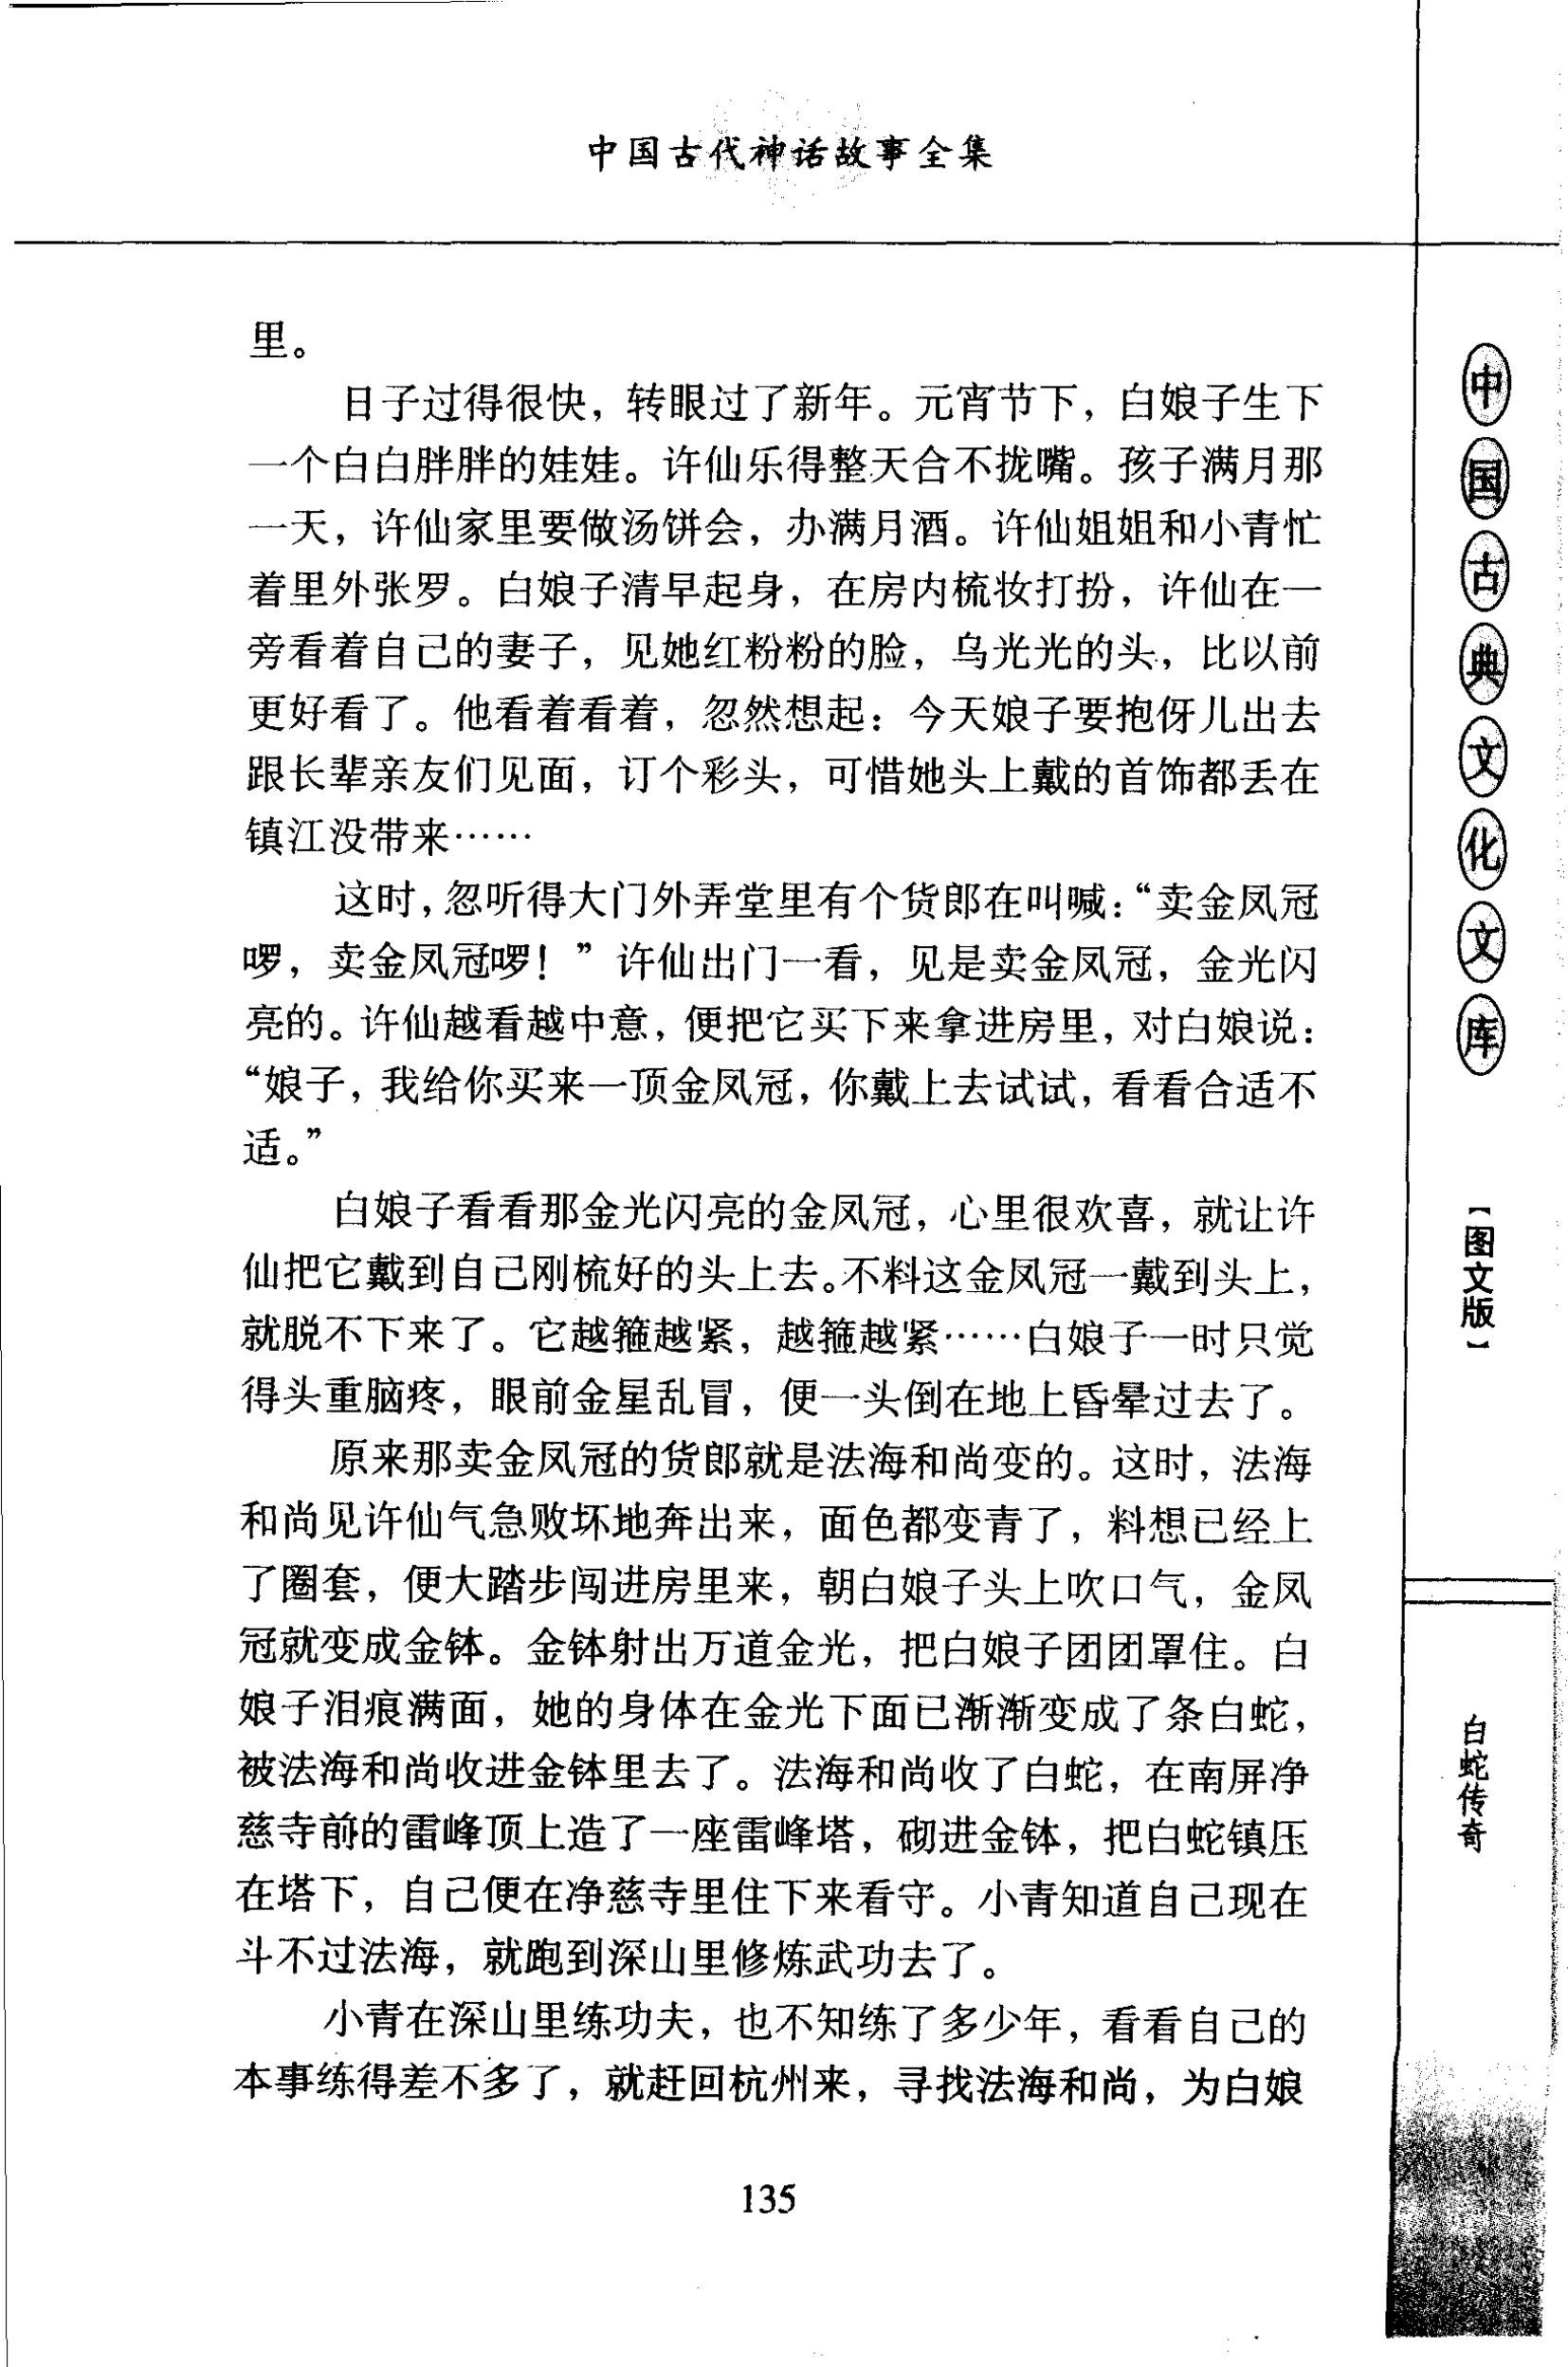 中国古代神话故事全集
里。
日子过得很快，转眼过了新年。元宵节下，白娘子生下
一个白白胖胖的娃娃。许仙乐得整天合不拢嘴。孩子满月那
一天，许仙家里要做汤饼会，办满月酒。许仙姐姐和小青忙
着里外张罗。白娘子清早起身，在房内梳妆打扮，许仙在一
旁看着自己的妻子，见她红粉粉的脸，乌光光的头，比以前
更好看了。他看着看着，忽然想起：今天娘子要抱伢儿出去
跟长辈亲友们见面，订个彩头，可惜她头上戴的首饰都丢在
镇江没带来……
这时，忽听得大门外弄堂里有个货郎在叫喊：“卖金凤冠
啰，卖金凤冠啰！”许仙出门一看，见是卖金凤冠，金光闪
亮的。许仙越看越中意，便把它买下来拿进房里，对白娘说：
“娘子，我给你买来一顶金凤冠，你戴上去试试，看看合适不
适。”
白娘子看看那金光闪亮的金凤冠，心里很欢喜，就让许
仙把它戴到自己刚梳好的头上去。不料这金凤冠一戴到头上，
就脱不下来了。它越箍越紧，越箍越紧……白娘子一时只觉
得头重脑疼，眼前金星乱冒，便一头倒在地上昏晕过去了。
原来那卖金凤冠的货郎就是法海和尚变的。这时，法海
和尚见许仙气急败坏地奔出来，面色都变青了，料想已经上
了圈套，便大踏步闯进房里来，朝白娘子头上吹口气，金凤
冠就变成金钵。金钵射出万道金光，把白娘子团团罩住。白
娘子泪痕满面，她的身体在金光下面已渐渐变成了条白蛇，
被法海和尚收进金钵里去了。法海和尚收了白蛇，在南屏净
慈寺前的雷峰顶上造了一座雷峰塔，砌进金钵，把白蛇镇压
在塔下，自己便在净慈寺里住下来看守。小青知道自己现在
斗不过法海，就跑到深山里修炼武功去了。
小青在深山里练功夫，也不知练了多少年，看看自己的
本事练得差不多了，就赶回杭州来，寻找法海和尚，为白娘
135
中国古典文化文库
【图文版】
白蛇传奇